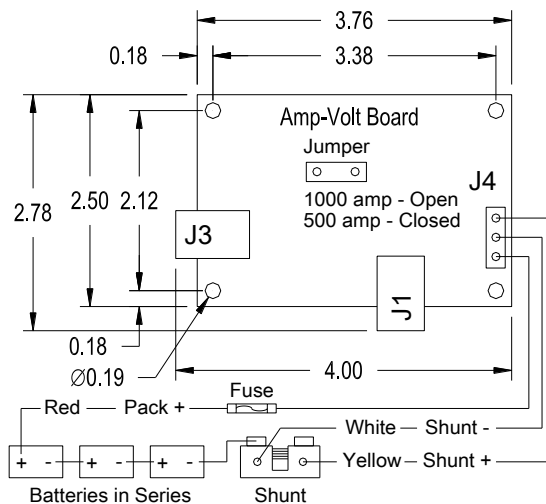 3.76
0.18
3.38
Amp-Volt Board
Jumper
J4
1000 amp - Open
500 amp - Closed
2.78
2.50
2.12
J3
J1
0.18
Ø0.19
4.00
Fuse
Red
Pack +
White
Shunt -
+ - + - + -
Yellow
Shunt +
Batteries in Series
Shunt